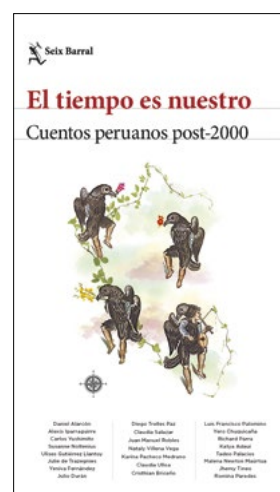 Seix Barral
El tiempo es nuestro
Cuentos peruanos post-2000
Daniel Alarcón
Alexis Iparraguirre
Carlos Yushimito
Susanne Noltenius
Ulises Gutiérrez Llantoy
Julie de Trazegnies
Yeniva Fernández
Julio Durán
Diego Trelles Paz
Claudia Salazar
Juan Manuel Robles
Nataly Villena Vega
Karina Pacheco Medrano
Claudia Ulloa
Cristhian Briceño
Luis Francisco Palomino
Yero Chuquicaña
Richard Parra
Katya Adaui
Tadeo Palacios
Malena Newton Maúrtua
Jhemy Tineo
Romina Paredes